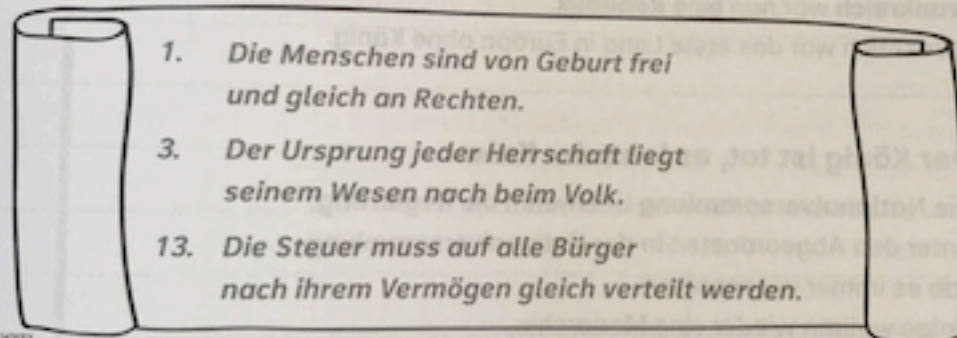 1. Die Menschen sind von Geburt frei
und gleich an Rechten.
3. Der Ursprung jeder Herrschaft liegt
seinem Wesen nach beim Volk.
13. Die Steuer muss auf alle Bürger
nach ihrem Vermögen gleich verteilt werden.